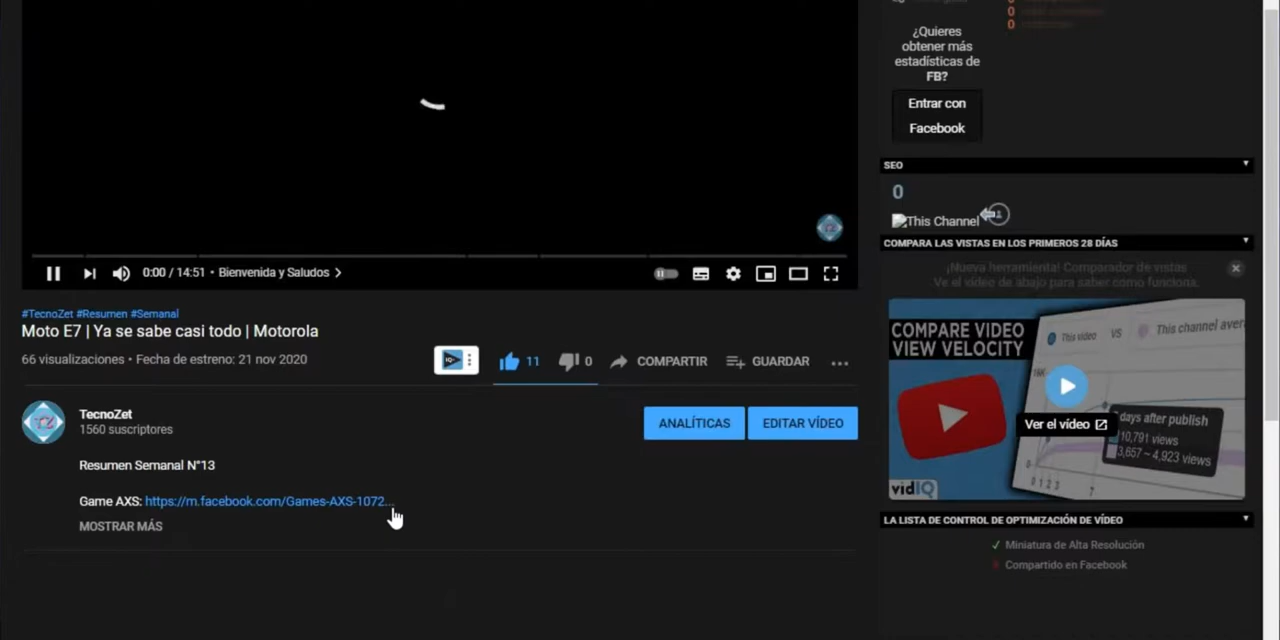 0
0
¿Quieres
obtener más
estadísticas de
FB?
Entrar con
Facebook
SEO
0
This Channel
COMPARA LAS VISTAS EN LOS PRIMEROS 28 DÍAS
¡Nueva herramienta! Comparador de vistas
Ve el vídeo de abajo para saber como funciona.
COMPARE VIDEO
VIEW VELOCITY
This video VS This channel aver
days after publish
10,791 views
3,657 ~ 4,923 views
Ver el vídeo
vidIQ
LA LISTA DE CONTROL DE OPTIMIZACIÓN DE VÍDEO
Miniatura de Alta Resolución
Compartido en Facebook
0:00 / 14:51 • Bienvenida y Saludos
#TecnoZet #Resumen #Semanal
Moto E7 | Ya se sabe casi todo | Motorola
66 visualizaciones • Fecha de estreno: 21 nov 2020
11
0
COMPARTIR
GUARDAR
TecnoZet
1560 suscriptores
ANALÍTICAS
EDITAR VÍDEO
Resumen Semanal N°13
Game AXS: https://m.facebook.com/Games-AXS-1072...
MOSTRAR MÁS